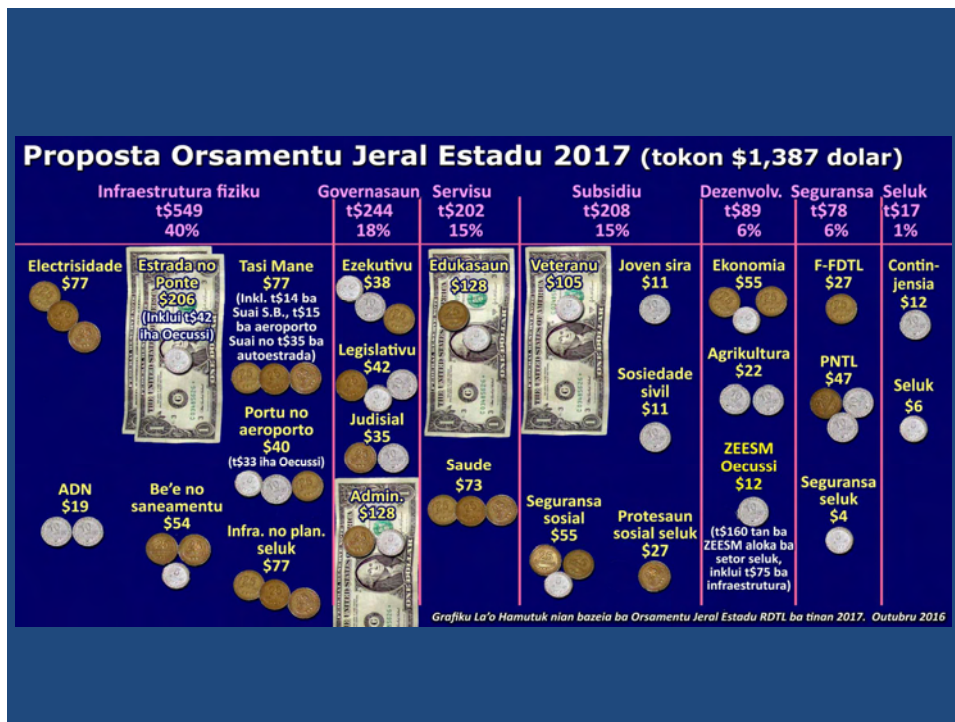 Proposta Orsamentu Jeral Estadu 2017 (tokon $1,387 dolar)
Infraestrutura fiziku
t$549
40%
Governasaun
t$244
18%
Servisu
t$202
15%
Subsidiu
t$208
15%
Dezenvolv.
t$89
6%
Seguransa
t$78
6%
Seluk
t$17
1%
Electrisidade
$77
ADN
$19
Estrada no
Ponte
$206
(Inklui t$42
iha Oecussi)
Be'e no
saneamentu
$54
Tasi Mane
$77
(Inkl. t$14 ba
Suai S.B., t$15
ba aeroporto
Suai no t$35 ba
autoestrada)
Portu no
aeroporto
$40
(t$33 iha Oecussi)
Infra. no plan.
seluk
$77
Ezekutivu
$38
Legislativu
$42
Judisial
$35
Admin.
$128
Edukasaun
$128
Saude
$73
Veteranu
$105
Seguransa
sosial
$55
Joven sira
$11
Sosiedade
sivil
$11
Protesaun
sosial seluk
$27
Ekonomia
$55
Agrikultura
$22
ZEESM
Oecussi
$12
(t$160 tan ba
ZEESM aloka ba
setor seluk,
inklui t$75 ba
infraestrutura)
F-FDTL
$27
PNTL
$47
Seguransa
seluk
$4
Contin-
jensia
$12
Seluk
$6
Grafiku La'o Hamutuk nian bazeia ba Orsamentu Jeral Estadu RDTL ba tinan 2017. Outubru 2016